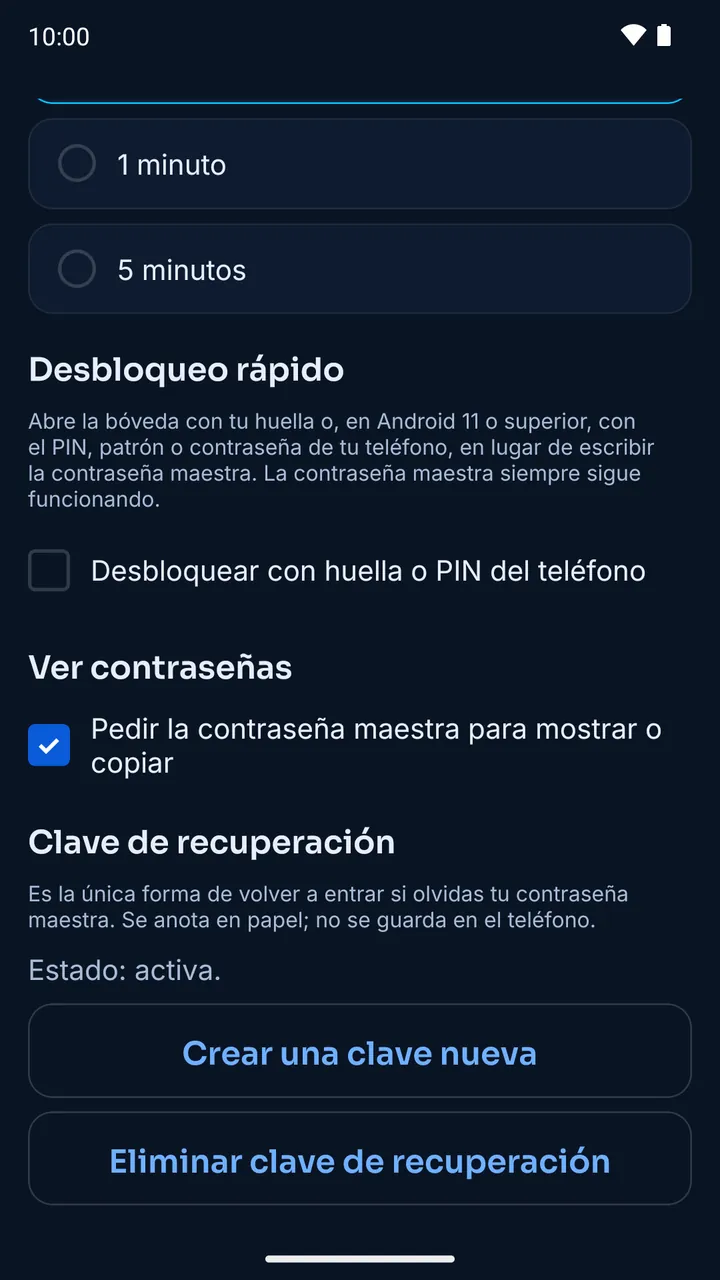 10:00
1 minuto
5 minutos
Desbloqueo rápido
Abre la bóveda con tu huella o, en Android 11 o superior, con
el PIN, patrón o contraseña de tu teléfono, en lugar de escribir
la contraseña maestra. La contraseña maestra siempre sigue
funcionando.
Desbloquear con huella o PIN del teléfono
Ver contraseñas
Pedir la contraseña maestra para mostrar o
copiar
Clave de recuperación
Es la única forma de volver a entrar si olvidas tu contraseña
maestra. Se anota en papel; no se guarda en el teléfono.
Estado: activa.
Crear una clave nueva
Eliminar clave de recuperación